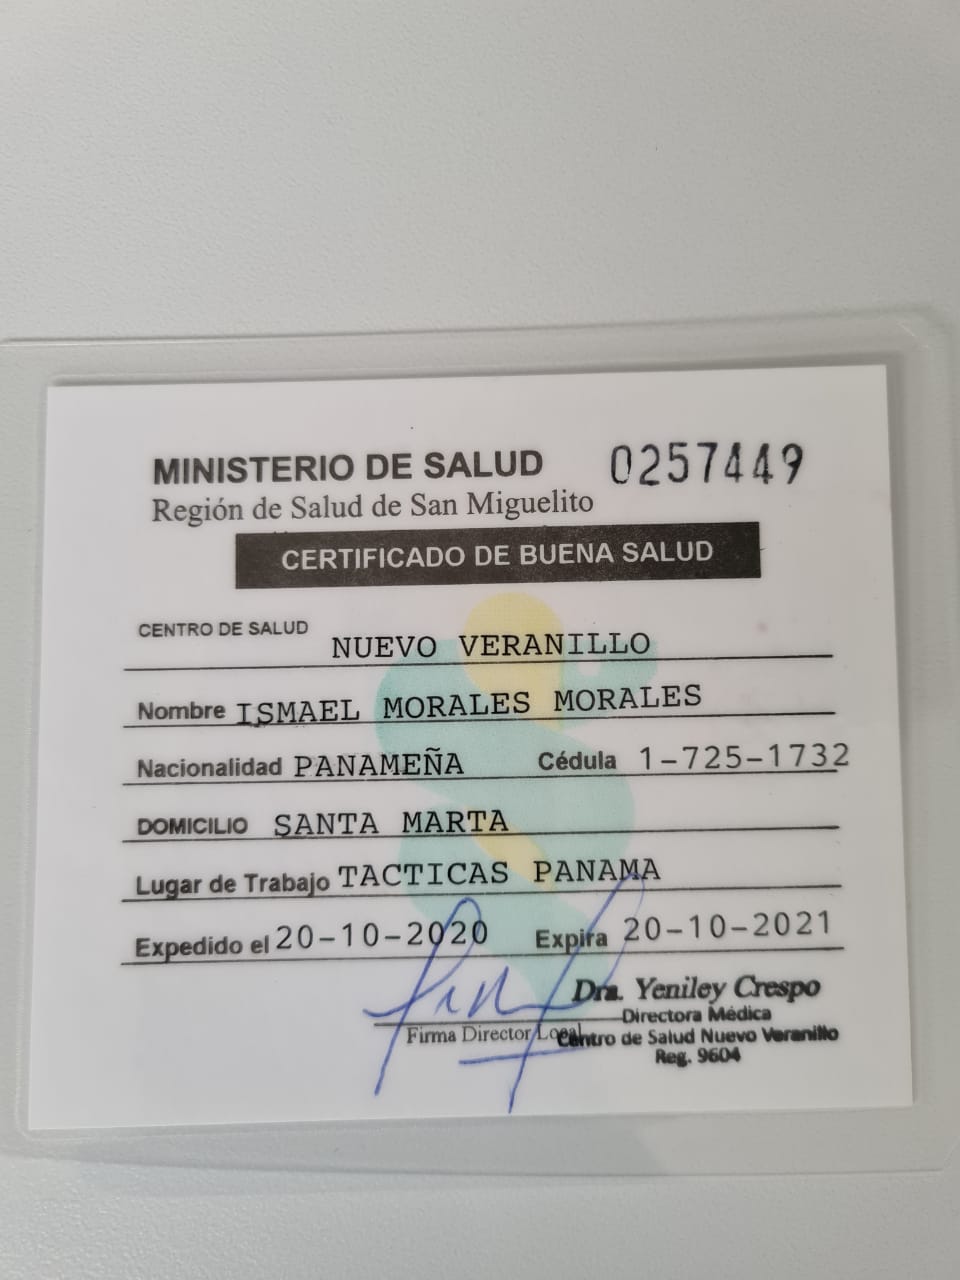 MINISTERIO DE SALUD 0257449
Región de Salud de San Miguelito
CERTIFICADO DE BUENA SALUD
CENTRO DE SALUD NUEVO VERANILLO
Nombre ISMAEL MORALES MORALES
Nacionalidad PANAMEÑA Cédula 1-725-1732
DOMICILIO SANTA MARTA
Lugar de Trabajo TACTICAS PANAMA
Expedido el 20-10-2020 Expira 20-10-2021
Dra. Yeniley Crespo
Directora Médica
Firma Director Local Centro de Salud Nuevo Veranillo
Reg. 9604